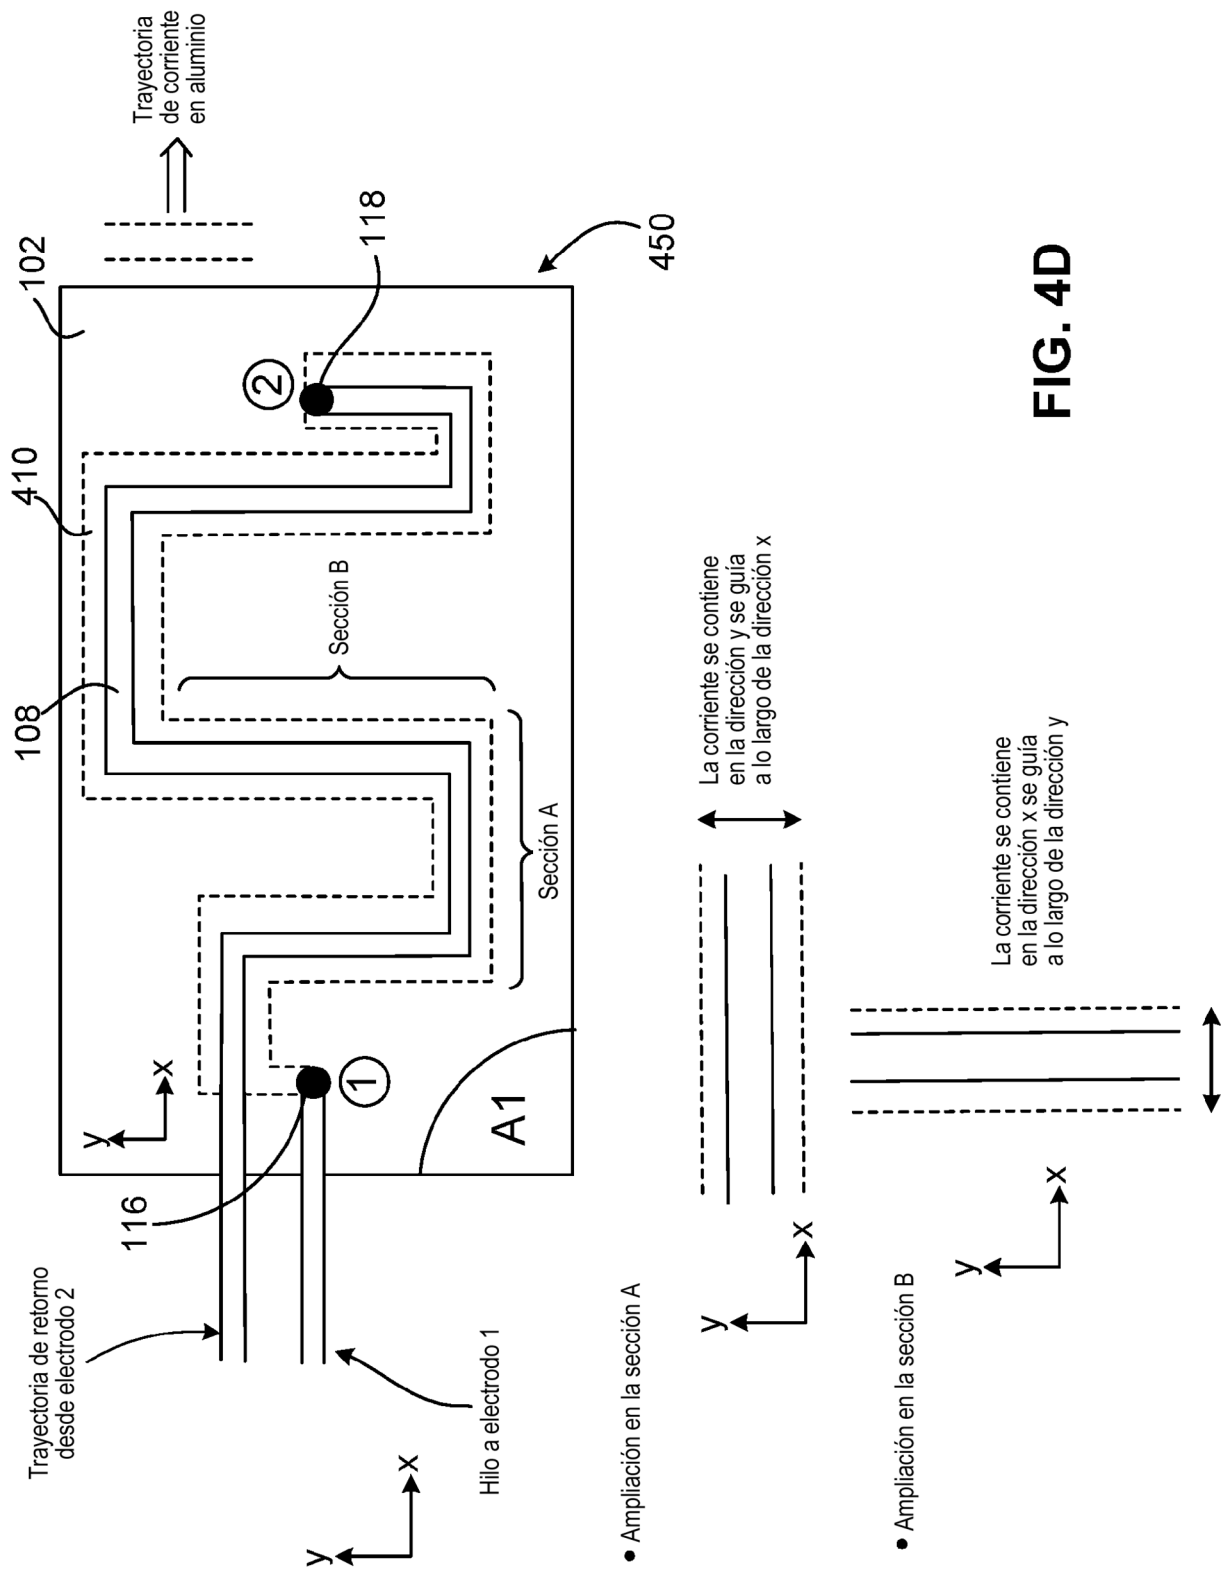 Trayectoria
de corriente
en aluminio
102
410
108
118
450
2
Sección B
Sección A
y
x
1
A1
116
Trayectoria de retorno
desde electrodo 2
Hilo a electrodo 1
y
x
• Ampliación en la sección A
y
x
La corriente se contiene
en la dirección y se guía
a lo largo de la dirección x
• Ampliación en la sección B
y
x
La corriente se contiene
en la dirección x se guía
a lo largo de la dirección y
FIG. 4D